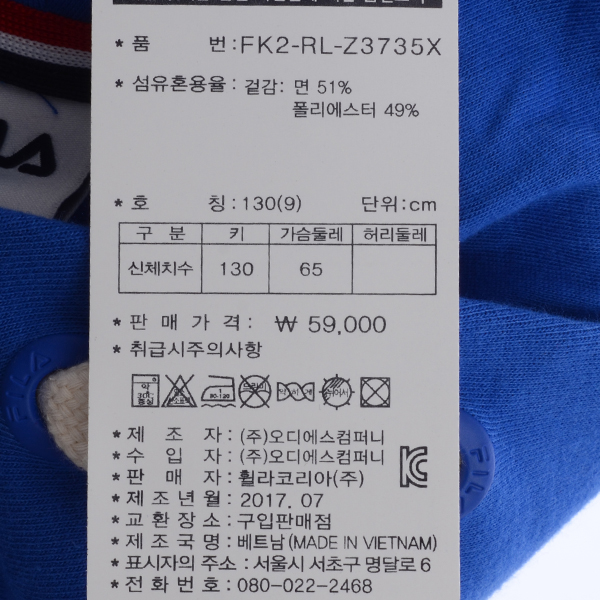 *품 번: FK2-RL-Z3735X
*섬유혼용율: 겉감: 면 51%
폴리에스터 49%
*호 칭: 130(9) 단위: cm
구 분 키 가슴둘레 허리둘레
신체치수 130 65
*판매가격: ₩ 59,000
*취급시주의사항
*제 조 자: (주)오디에스컴퍼니
*수 입 자: (주)오디에스컴퍼니
*판 매 자: 휠라코리아(주)
*제조년월: 2017. 07
*교환장소: 구입판매점
*제조국명: 베트남(MADE IN VIETNAM)
*표시자의 주소: 서울시 서초구 명달로 6
*전화 번호: 080-022-2468
FILA